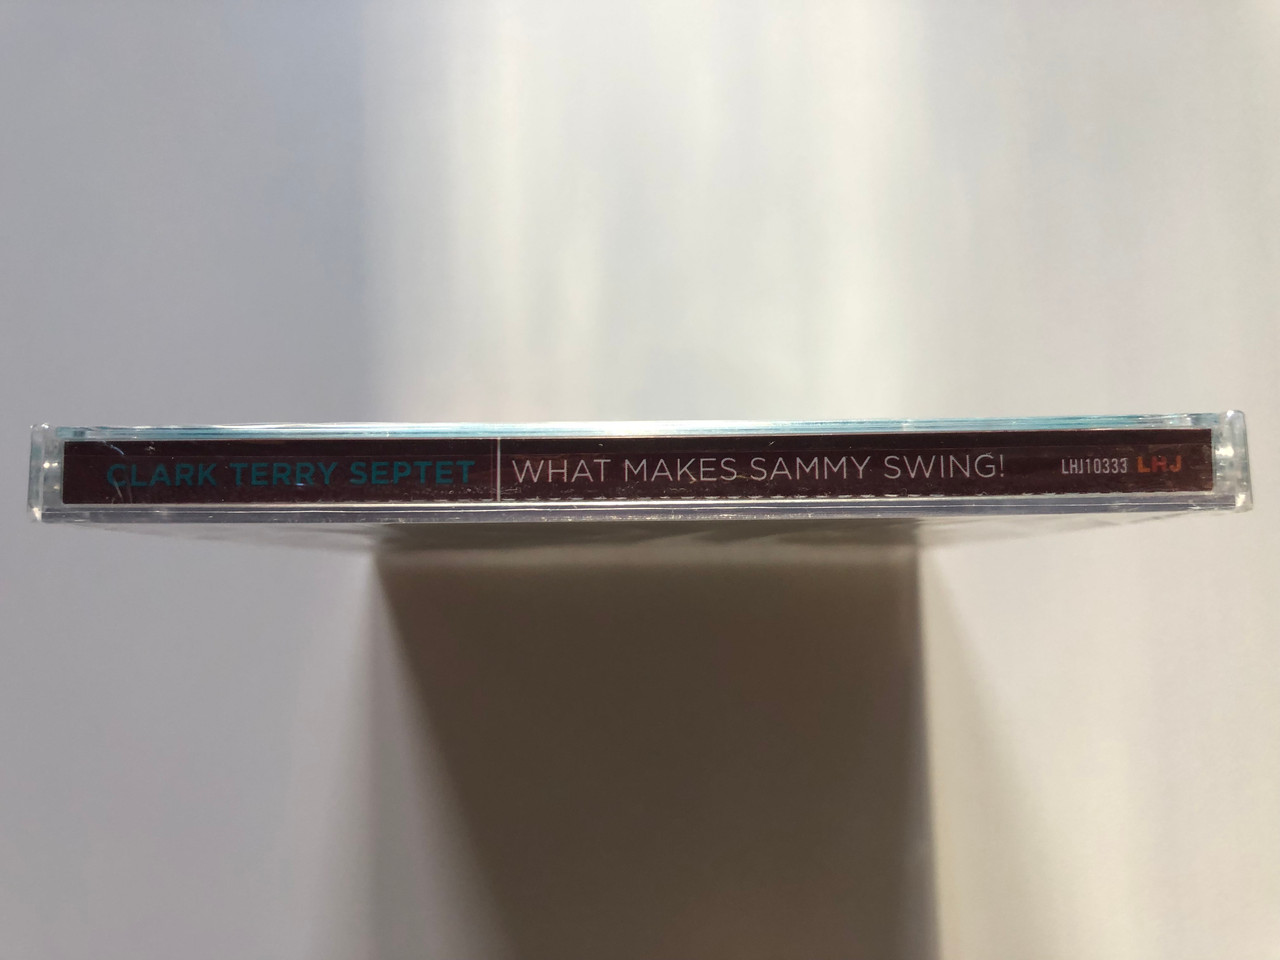 CLARK TERRY SEPTET | WHAT MAKES SAMMY SWING! LHJ10333 LHJ